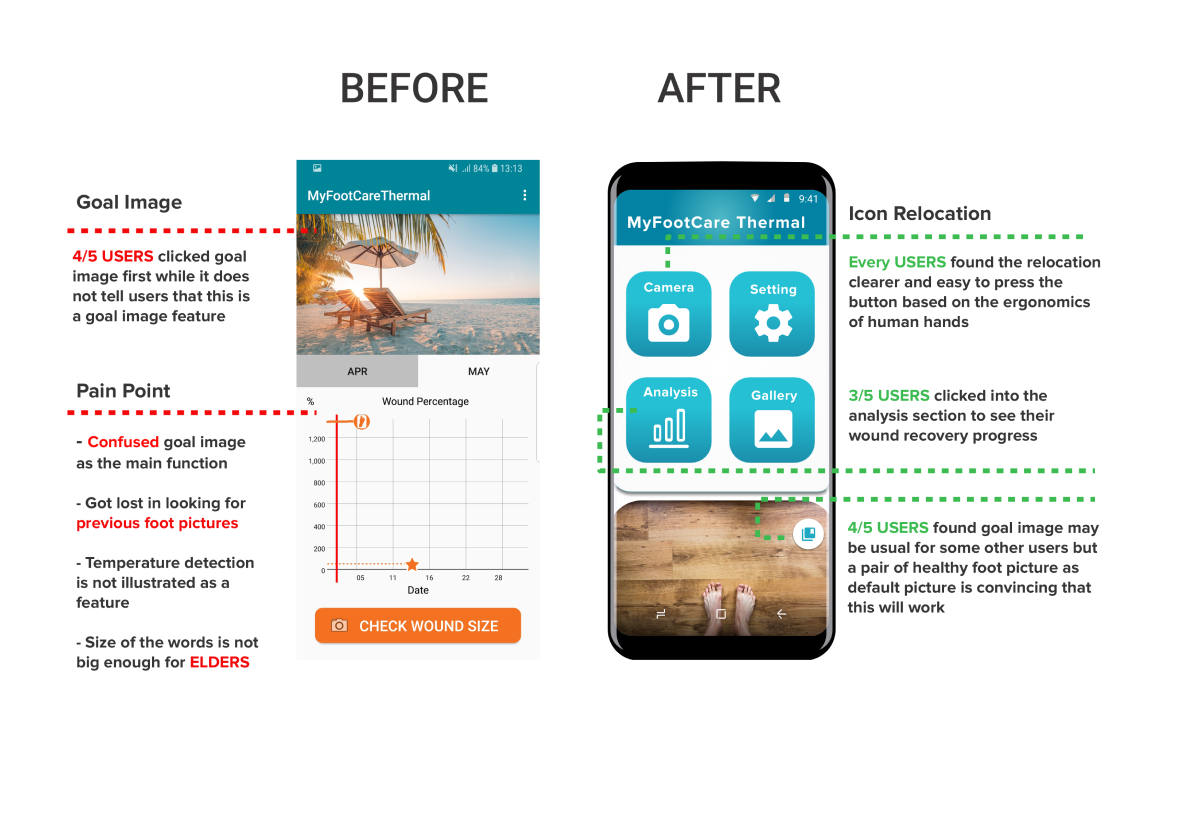 BEFORE
AFTER
Goal Image
4/5 USERS clicked goal
image first while it does
not tell users that this is
a goal image feature
Pain Point
- Confused goal image
as the main function
- Got lost in looking for
previous foot pictures
- Temperature detection
is not illustrated as a
feature
- Size of the words is not
big enough for ELDERS
84% 13:13
MyFootCareThermal
APR MAY
% Wound Percentage
1,200
1,000
800
600
400
200
0
05 11 16 22 28
Date
CHECK WOUND SIZE
9:41
MyFootCare Thermal
Camera
Setting
Analysis
Gallery
Icon Relocation
Every USERS found the relocation
clearer and easy to press the
button based on the ergonomics
of human hands
3/5 USERS clicked into the
analysis section to see their
wound recovery progress
4/5 USERS found goal image may
be usual for some other users but
a pair of healthy foot picture as
default picture is convincing that
this will work